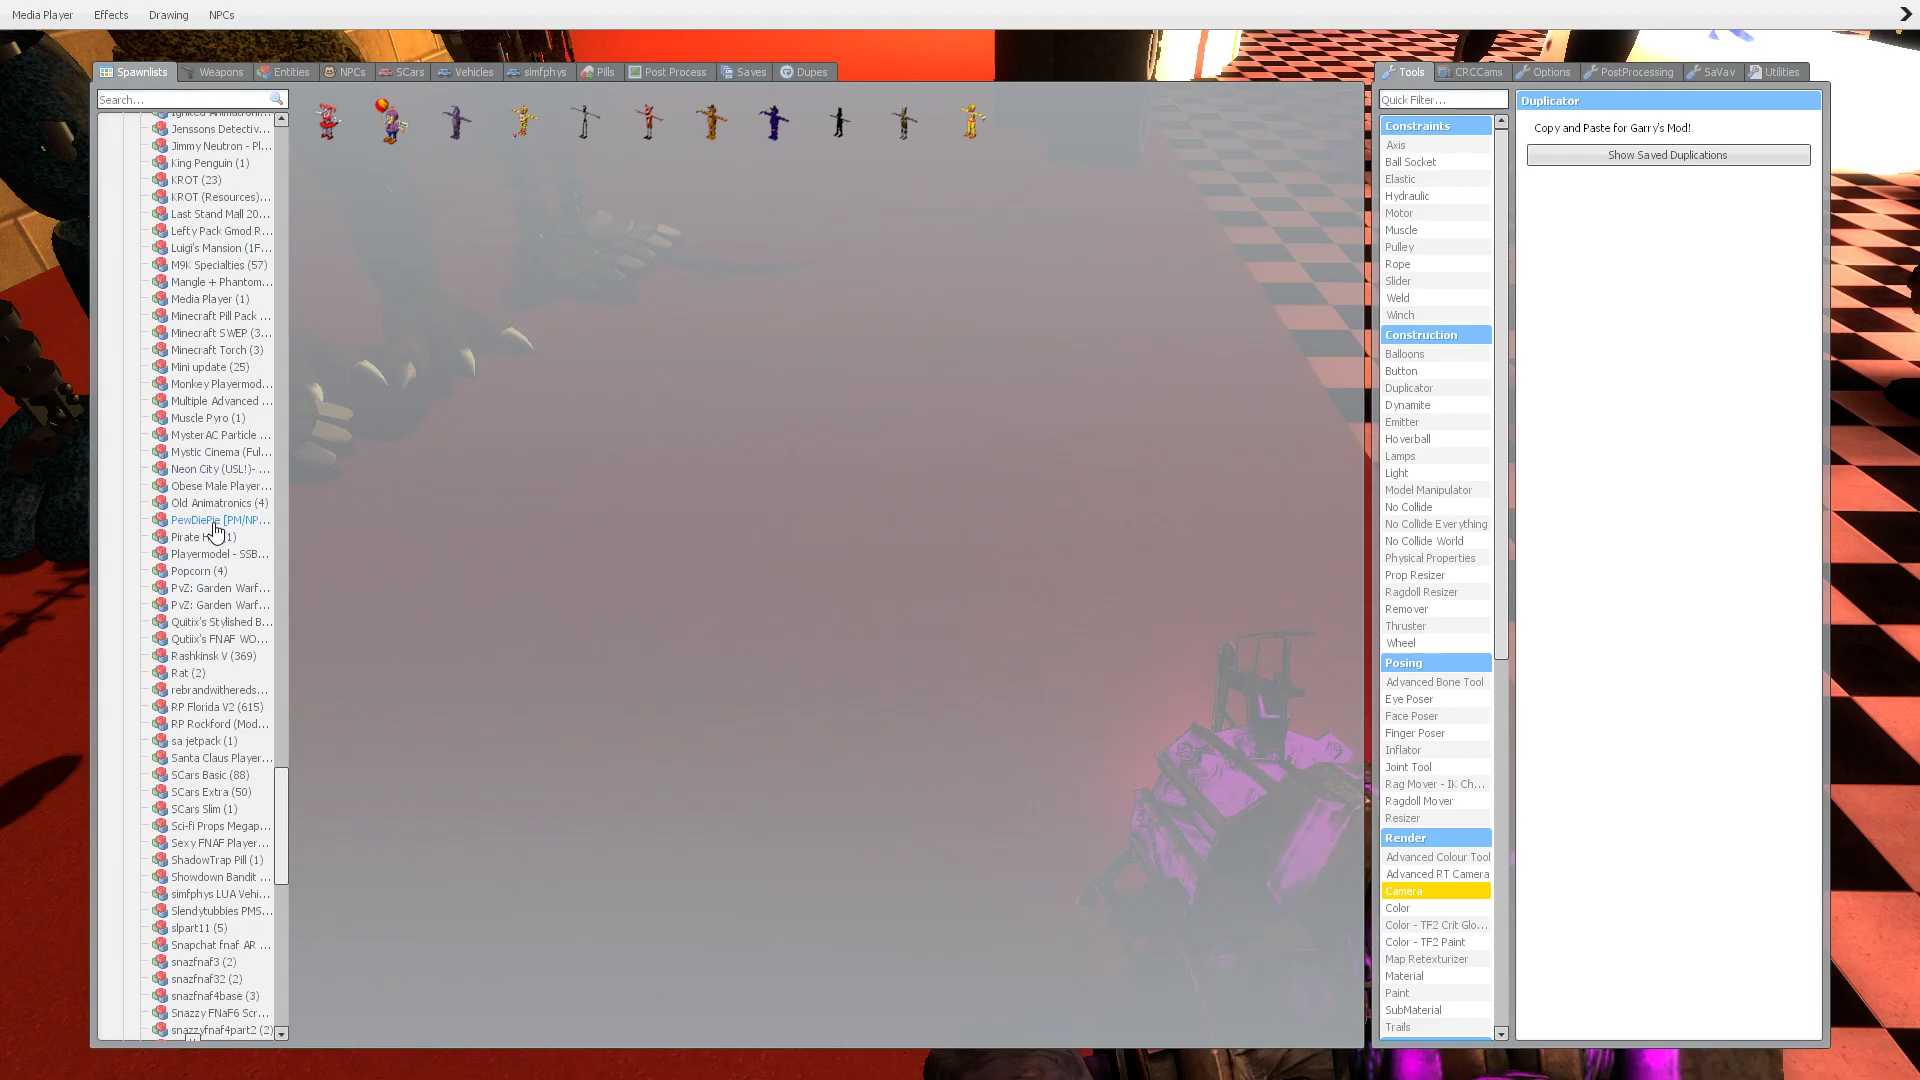 Media Player Effects Drawing NPCs
Spawnlists Weapons Entities NPCs SCars Vehicles simfphys Pills Post Process Saves Dupes
Search...
Jenssons Detectiv...
Jimmy Neutron - Pl...
King Penguin (1)
KROT (23)
KROT (Resources)...
Last Stand Mall 20...
Lefty Pack Gmod R...
Luigi's Mansion (1F...
M9K Specialties (57)
Mangle + Phantom...
Media Player (1)
Minecraft Pill Pack ...
Minecraft SWEP (3...
Minecraft Torch (3)
Mini update (25)
Monkey Playermod...
Multiple Advanced ...
Muscle Pyro (1)
MysterAC Particle ...
Mystic Cinema (Ful...
Neon City (USL!)- ...
Obese Male Player...
Old Animatronics (4)
PewDiePie [PM/NP...
Pirate
Playermodel - SSB...
Popcorn (4)
PvZ: Garden Warf...
PvZ: Garden Warf...
Quitix's Stylished B...
Qutiix's FNAF WO...
Rashkinsk V (369)
Rat (2)
rebrandwithereds...
RP Florida V2 (615)
RP Rockford (Mod...
sa jetpack (1)
Santa Claus Player...
SCars Basic (88)
SCars Extra (50)
SCars Slim (1)
Sci-fi Props Megap...
Sexy FNAF Player...
ShadowTrap Pill (1)
Showdown Bandit ...
simfphys LUA Vehi...
Slendytubbies PMS...
slpart11 (5)
Snapchat fnaf AR ...
snazfnaf3 (2)
snazfnaf32 (2)
snazfnaf4base (3)
Snazzy FNaF6 Scr...
snazzyfnaf4part2 (2)
Tools CRCCams Options PostProcessing SaVav Utilities
Quick Filter...
Constraints
Axis
Ball Socket
Elastic
Hydraulic
Motor
Muscle
Pulley
Rope
Slider
Weld
Winch
Construction
Balloons
Button
Duplicator
Dynamite
Emitter
Hoverball
Lamps
Light
Model Manipulator
No Collide
No Collide Everything
No Collide World
Physical Properties
Prop Resizer
Ragdoll Resizer
Remover
Thruster
Wheel
Posing
Advanced Bone Tool
Eye Poser
Face Poser
Finger Poser
Inflator
Joint Tool
Rag Mover - IK Ch...
Ragdoll Mover
Resizer
Render
Advanced Colour Tool
Advanced RT Camera
Camera
Color
Color - TF2 Crit Glo...
Color - TF2 Paint
Map Retexturizer
Material
Paint
SubMaterial
Trails
Duplicator
Copy and Paste for Garry's Mod!
Show Saved Duplications